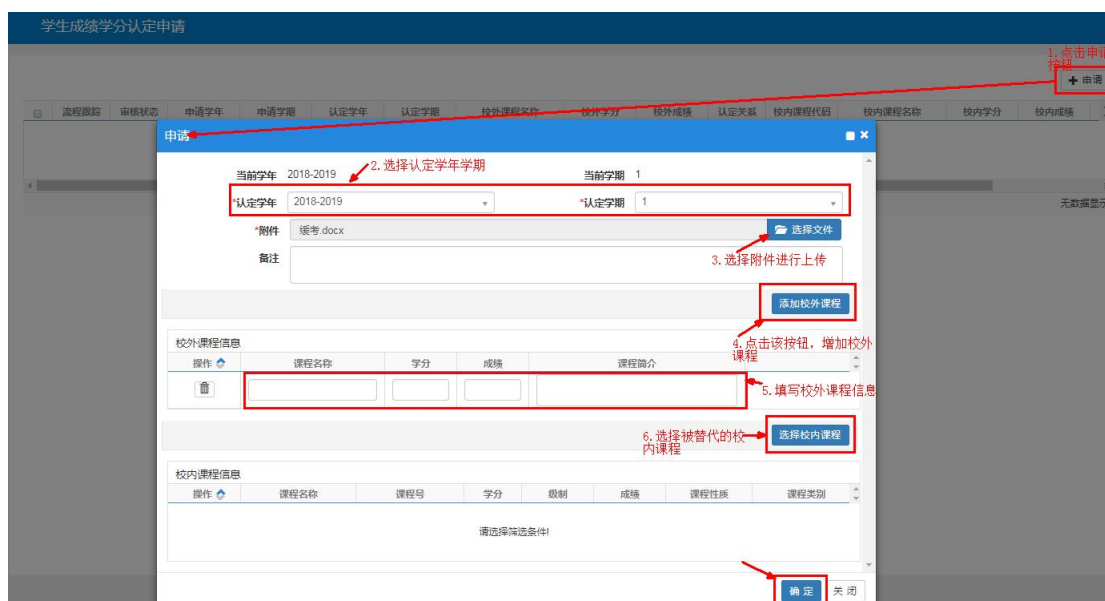 学生成绩学分认定申请
1.点击申请
按钮
申请
流程跟踪 审核状态 申请学年 申请学期 认定学年 认定学期 校外课程名称 校外学分 校外成绩 认定关系 校内课程代码 校内课程名称 校内学分 校内成绩
申请
当前学年 2018-2019 2.选择认定学年学期 当前学期 1
*认定学年 2018-2019 *认定学期 1
无数据显示
*附件 缓考.docx 选择文件
备注 3.选择附件进行上传
添加校外课程
校外课程信息 4.点击该按钮，增加校外
课程
操作 课程名称 学分 成绩 课程简介
5.填写校外课程信息
6.选择被替代的校
内课程
选择校内课程
校内课程信息
操作 课程名称 课程号 学分 级制 成绩 课程性质 课程类别
请选择筛选条件!
确定 关闭